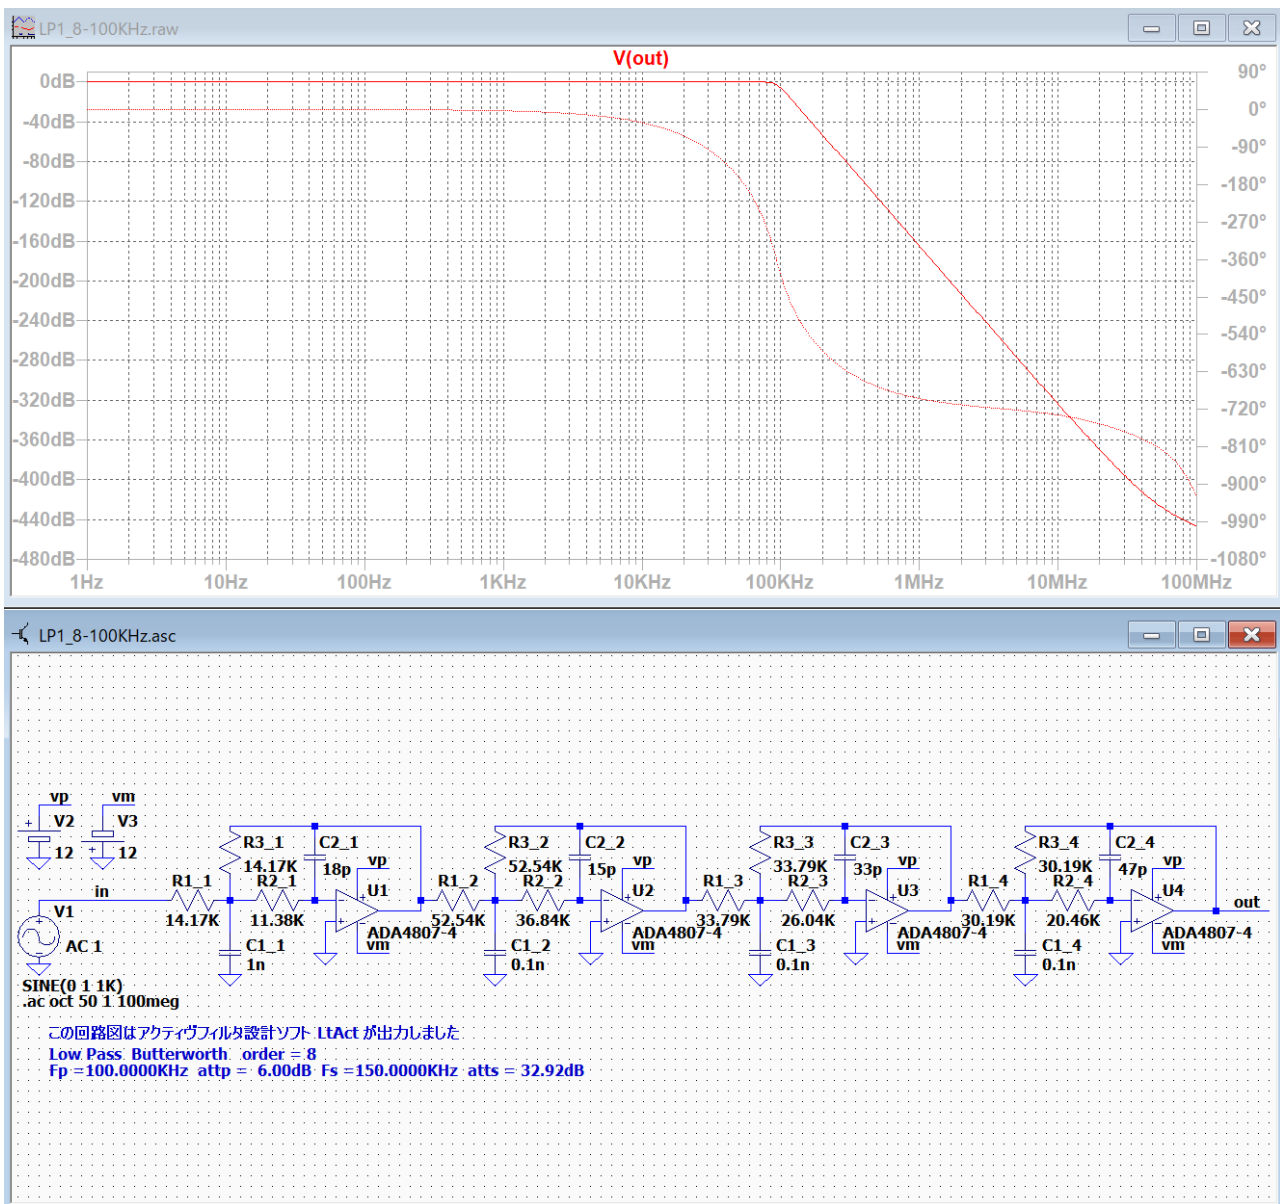 LP1_8-100KHz.raw
V(out)
0dB
-40dB
-80dB
-120dB
-160dB
-200dB
-240dB
-280dB
-320dB
-360dB
-400dB
-440dB
-480dB
90°
0°
-90°
-180°
-270°
-360°
-450°
-540°
-630°
-720°
-810°
-900°
-990°
-1080°
1Hz 10Hz 100Hz 1KHz 10KHz 100KHz 1MHz 10MHz 100MHz
LP1_8-100KHz.asc
vp vm
V2 V3
12 12
in
V1
AC 1
SINE(0 1 1K)
.ac oct 50 1 100meg
R3_1
14.17K
C2_1
18p
R1_1
14.17K
R2_1
11.38K
C1_1
1n
vp
U1
ADA4807-4
vm
R3_2
52.54K
C2_2
15p
R1_2
52.54K
R2_2
36.84K
C1_2
0.1n
vp
U2
ADA4807-4
vm
R3_3
33.79K
C2_3
33p
R1_3
33.79K
R2_3
26.04K
C1_3
0.1n
vp
U3
ADA4807-4
vm
R3_4
30.19K
C2_4
47p
R1_4
30.19K
R2_4
20.46K
C1_4
0.1n
vp
U4
ADA4807-4
vm
out
この回路図はアクティヴフィルタ設計ソフト LtAct が出力しました
Low Pass Butterworth order = 8
Fp =100.0000KHz attp = 6.00dB Fs =150.0000KHz atts = 32.92dB